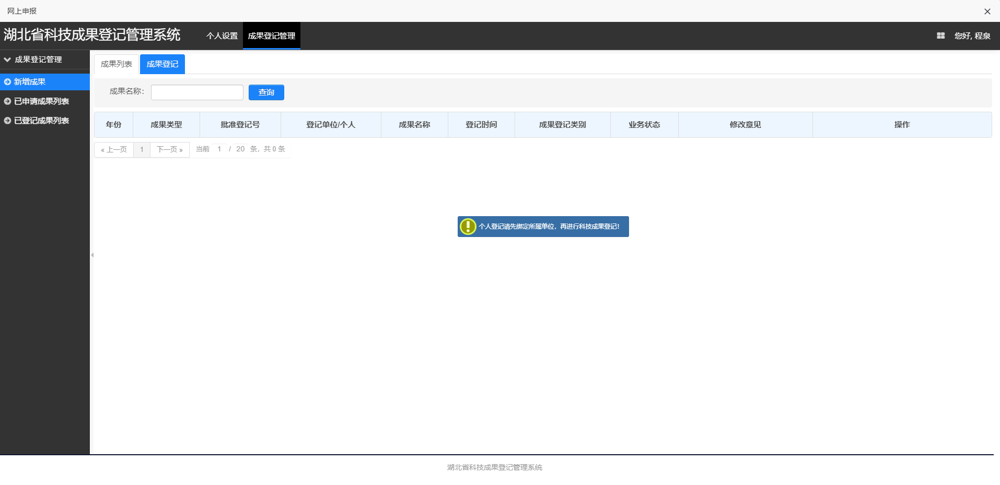 网上申报
湖北省科技成果登记管理系统
个人设置
成果登记管理
您好, 程泉
成果登记管理
新增成果
已申请成果列表
已登记成果列表
成果列表
成果登记
成果名称：
查询
年份 成果类型 批准登记号 登记单位/个人 成果名称 登记时间 成果登记类别 业务状态 修改意见 操作
« 上一页 1 下一页 » 当前 1 / 20 条，共 0 条
个人登记请先绑定所属单位，再进行科技成果登记！
湖北省科技成果登记管理系统